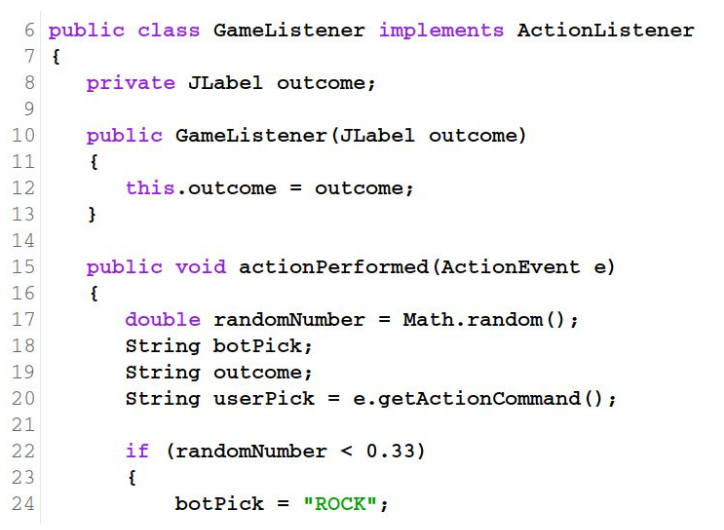 6 public class GameListener implements ActionListener
7 {
8    private JLabel outcome;
9
10    public GameListener(JLabel outcome)
11    {
12       this.outcome = outcome;
13    }
14
15    public void actionPerformed(ActionEvent e)
16    {
17       double randomNumber = Math.random();
18       String botPick;
19       String outcome;
20       String userPick = e.getActionCommand();
21
22       if (randomNumber < 0.33)
23       {
24           botPick = "ROCK";